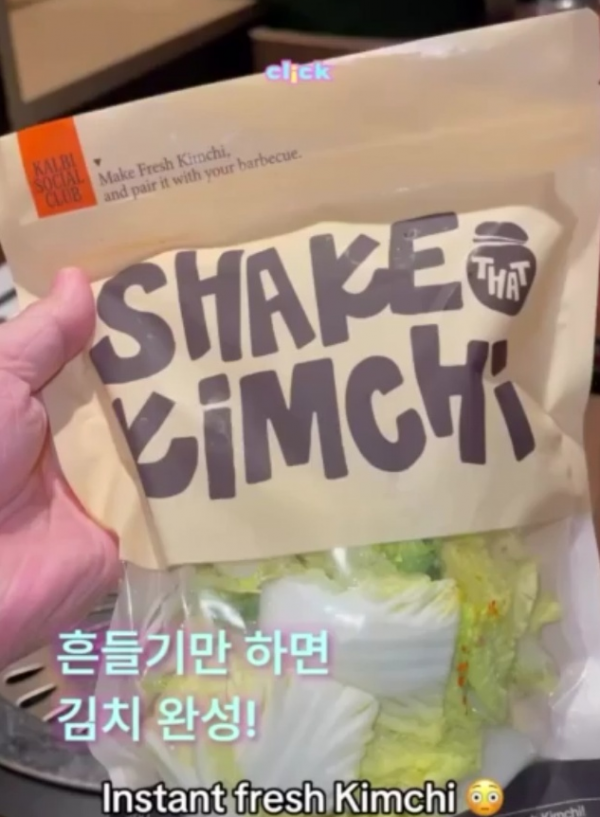 click
KALBI
SOCIAL
CLUB
Make Fresh Kimchi,
and pair it with your barbecue.
SHAKE
THAT
KiMCHi
흔들기만 하면
김치 완성!
Instant fresh Kimchi 😳
Kimchi!